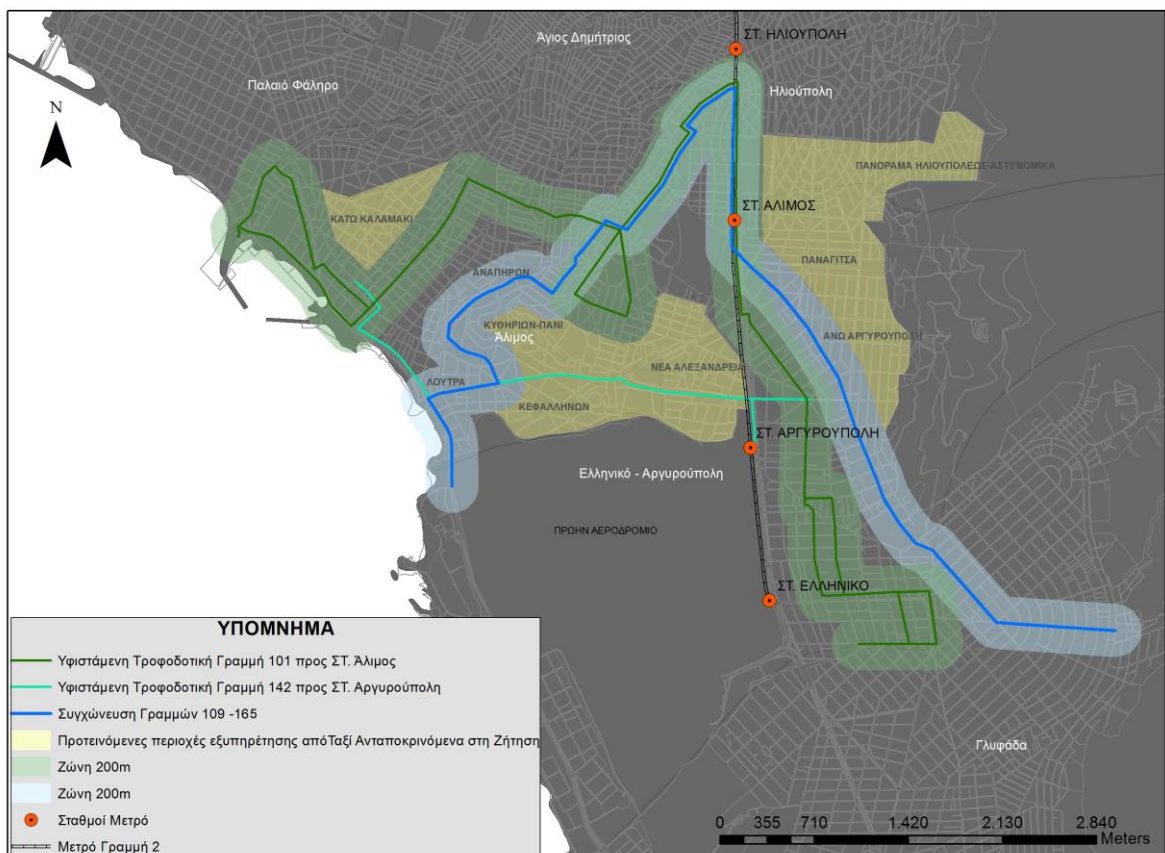 ΣΤ. ΗΛΙΟΥΠΟΛΗ
Άγιος Δημήτριος
Παλαιό Φάληρο
Ηλιούπολη
N
ΠΑΝΟΡΑΜΑ ΗΛΙΟΥΠΟΛΕΩΣ-ΑΣΤΥΝΟΜΙΚΑ
ΚΑΤΩ ΚΑΛΑΜΑΚΙ
ΣΤ. ΑΛΙΜΟΣ
ΠΑΝΑΓΙΤΣΑ
ΑΝΑΠΗΡΩΝ
ΚΥΘΗΡΙΩΝ-ΠΑΝΙ
Άλιμος
ΑΝΩ ΑΡΓΥΡΟΥΠΟΛΗ
ΝΕΑ ΑΛΕΞΑΝΔΡΕΙΑ
ΛΟΥΤΡΑ
ΚΕΦΑΛΛΗΝΩΝ
ΣΤ. ΑΡΓΥΡΟΥΠΟΛΗ
Ελληνικό - Αργυρούπολη
ΠΡΩΗΝ ΑΕΡΟΔΡΟΜΙΟ
ΣΤ. ΕΛΛΗΝΙΚΟ
Γλυφάδα
ΥΠΟΜΝΗΜΑ
Υφιστάμενη Τροφοδοτική Γραμμή 101 προς ΣΤ. Άλιμος
Υφιστάμενη Τροφοδοτική Γραμμή 142 προς ΣΤ. Αργυρούπολη
Συγχώνευση Γραμμών 109 -165
Προτεινόμενες περιοχές εξυπηρέτησης απόΤαξί Ανταποκρινόμενα στη Ζήτηση
Ζώνη 200m
Ζώνη 200m
Σταθμοί Μετρό
Μετρό Γραμμή 2
0 355 710 1.420 2.130 2.840
Meters